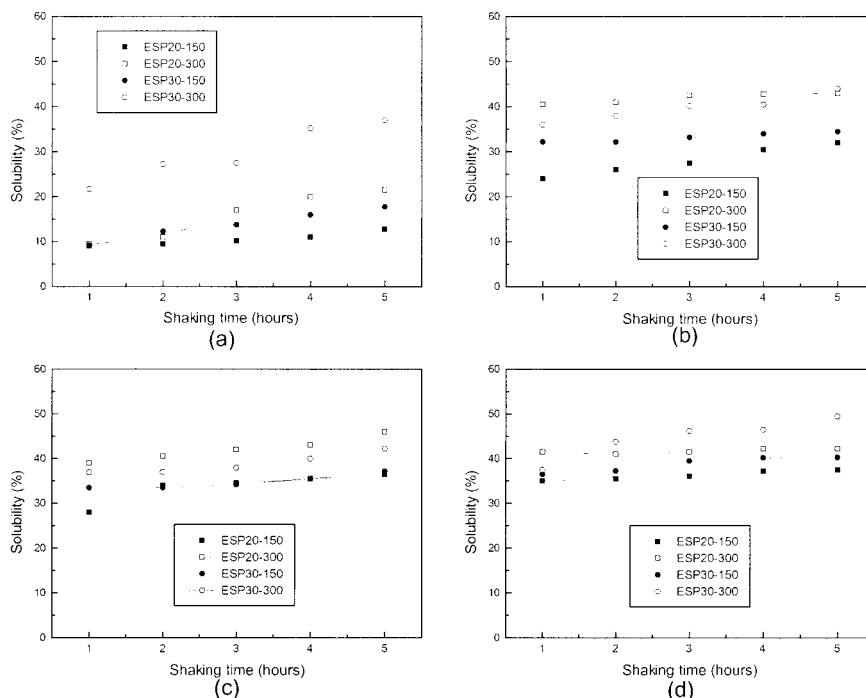 60
50
40
30
20
10
0
Solubility (%)
ESP20-150
ESP20-300
ESP30-150
ESP30-300
1 2 3 4 5
Shaking time (hours)
(a)
60
50
40
30
20
10
0
Solubility (%)
ESP20-150
ESP20-300
ESP30-150
ESP30-300
1 2 3 4 5
Shaking time (hours)
(b)
60
50
40
30
20
10
0
Solubility (%)
ESP20-150
ESP20-300
ESP30-150
ESP30-300
1 2 3 4 5
Shaking time (hours)
(c)
60
50
40
30
20
10
0
Solubility (%)
ESP20-150
ESP20-300
ESP30-150
ESP30-300
1 2 3 4 5
Shaking time (hours)
(d)